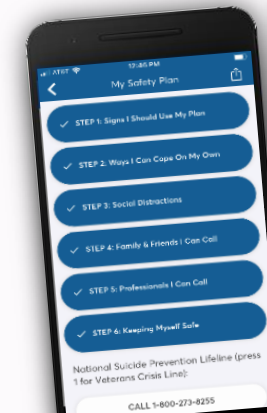 AT&T 12:40 PM
My Safety Plan
STEP 1: Signs I Should Use My Plan
STEP 2: Ways I Can Cope On My Own
STEP 3: Social Distractions
STEP 4: Family & Friends I Can Call
STEP 5: Professionals I Can Call
STEP 6: Keeping Myself Safe
National Suicide Prevention Lifeline (press
1 for Veterans Crisis Line):
CALL 1-800-273-8255